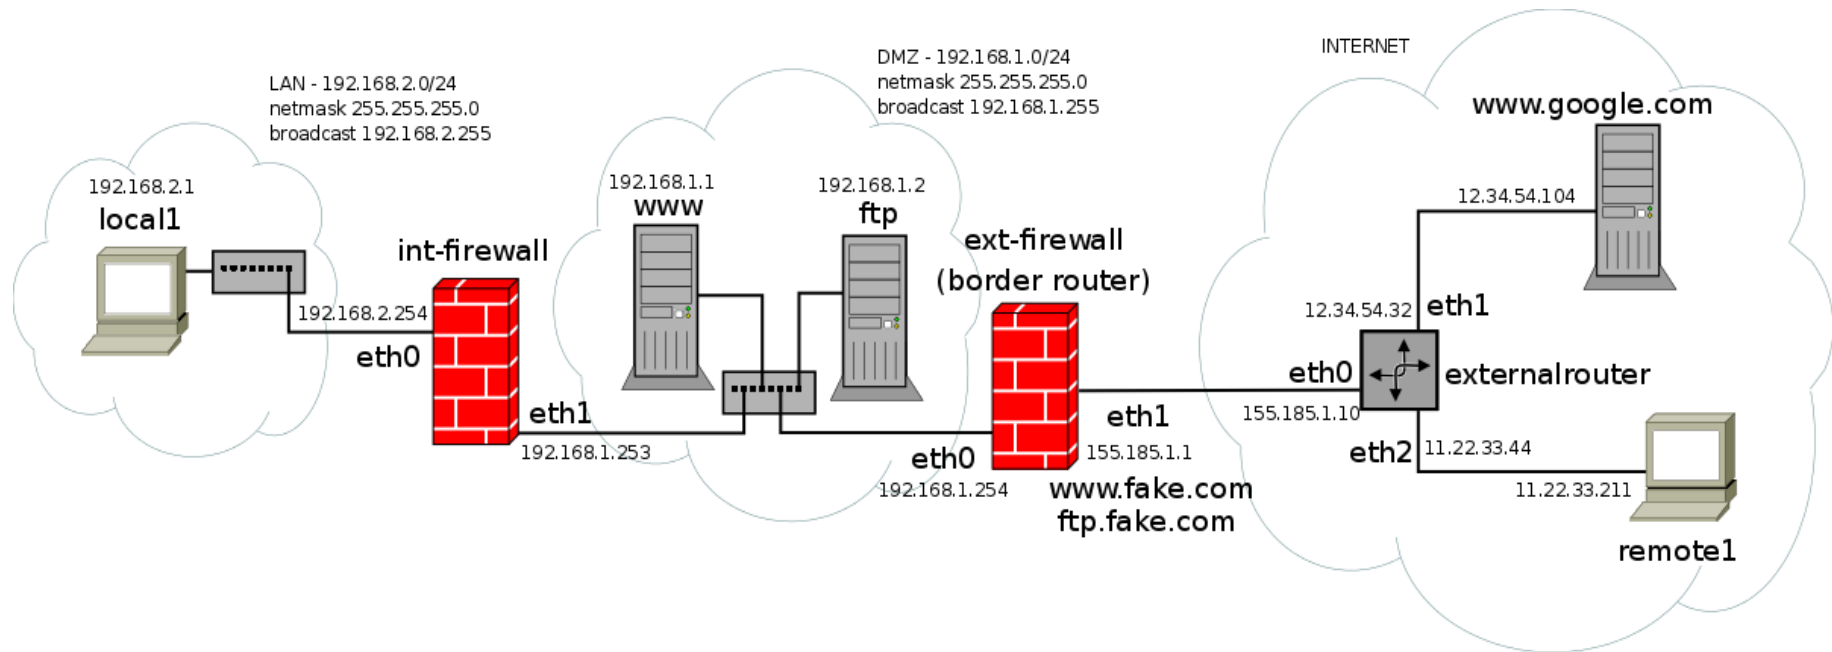 LAN - 192.168.2.0/24
netmask 255.255.255.0
broadcast 192.168.2.255
192.168.2.1
local1
192.168.2.254
eth0
int-firewall
eth1
192.168.1.253
DMZ - 192.168.1.0/24
netmask 255.255.255.0
broadcast 192.168.1.255
192.168.1.1
www
192.168.1.2
ftp
ext-firewall
(border router)
eth0
192.168.1.254
eth1
155.185.1.1
www.fake.com
ftp.fake.com
INTERNET
www.google.com
12.34.54.104
12.34.54.32
eth1
eth0
155.185.1.10
externalrouter
eth2
11.22.33.44
11.22.33.211
remote1